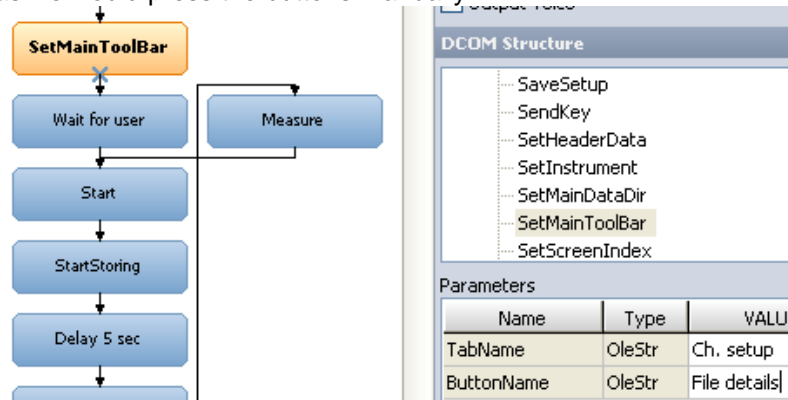 SetMainToolBar
Wait for user
Measure
Start
StartStoring
Delay 5 sec
DCOM Structure
SaveSetup
SendKey
SetHeaderData
SetInstrument
SetMainDataDir
SetMainToolBar
SetScreenIndex
Parameters
Name Type VALU
TabName OleStr Ch. setup
ButtonName OleStr File details